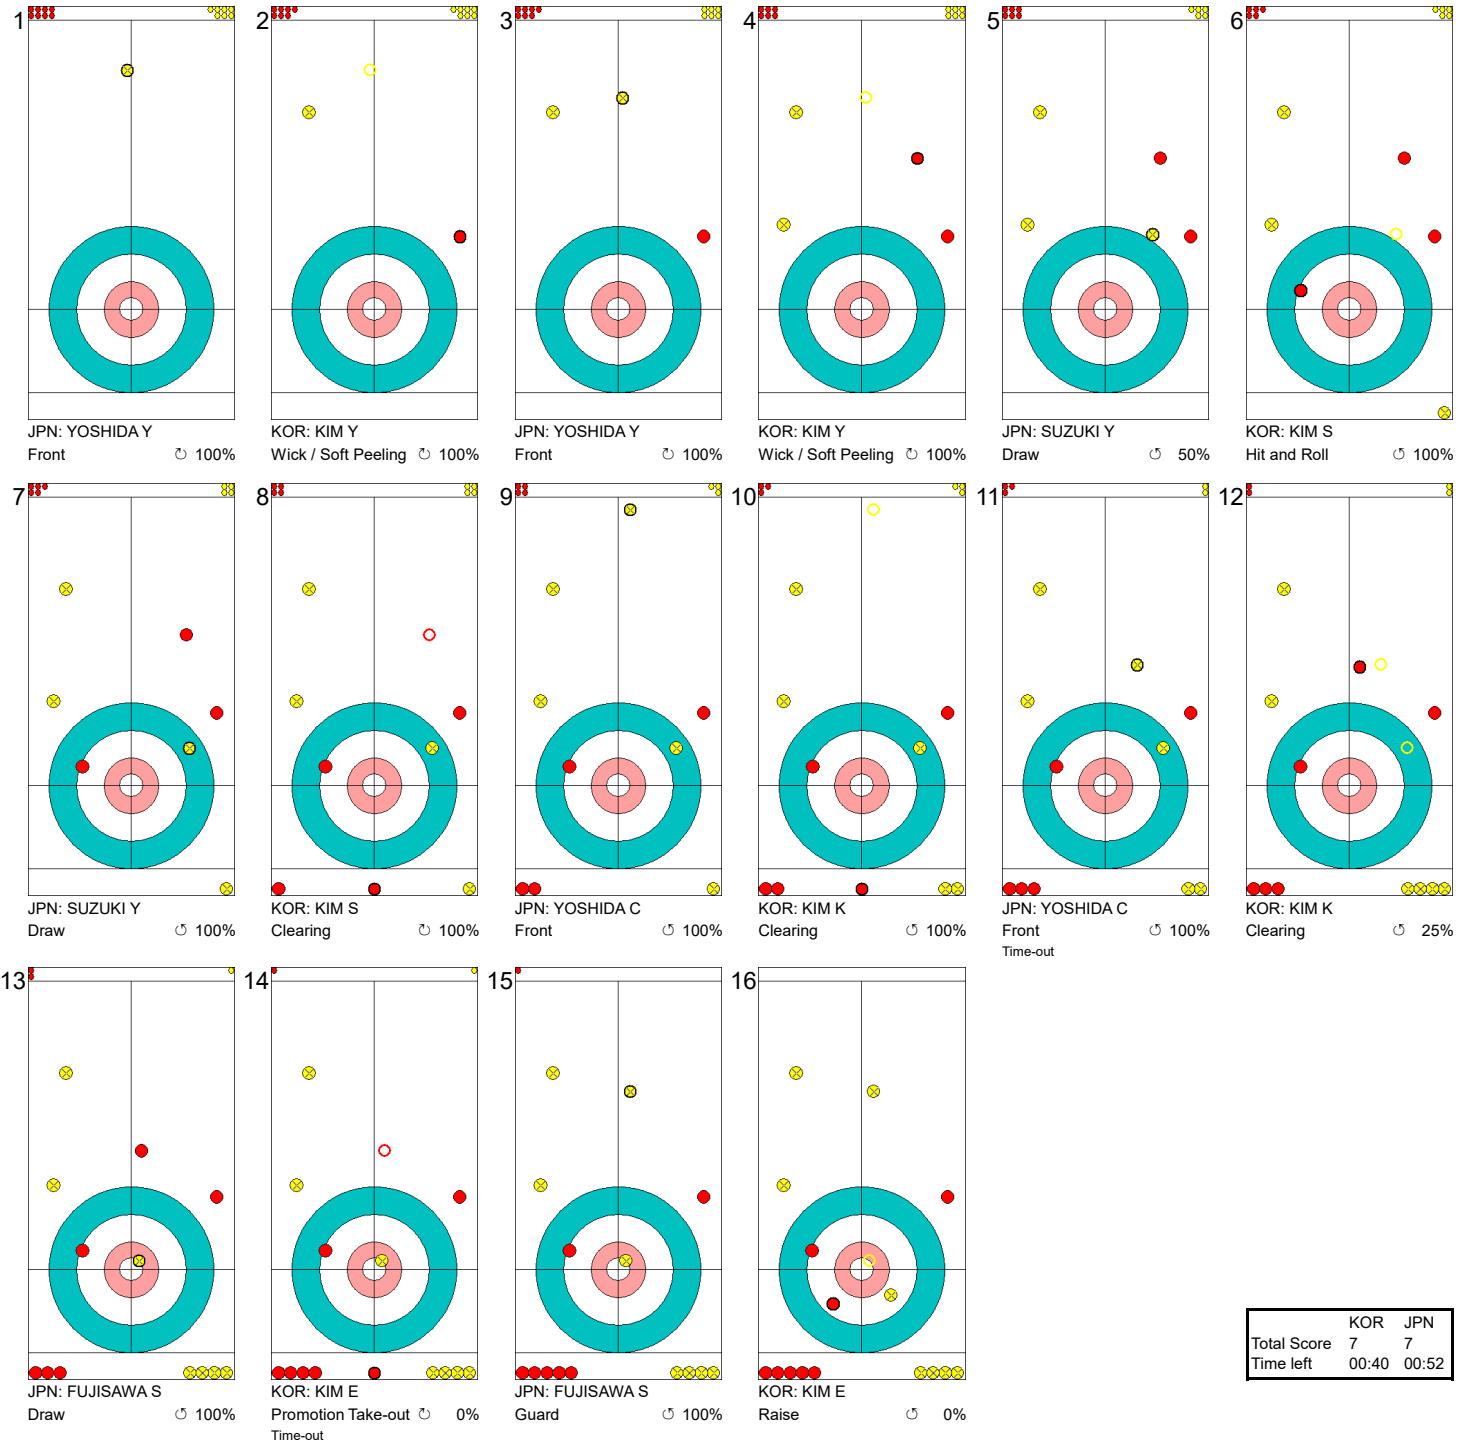 1
JPN: YOSHIDA Y
Front ↻ 100%
2
KOR: KIM Y
Wick / Soft Peeling ↻ 100%
3
JPN: YOSHIDA Y
Front ↻ 100%
4
KOR: KIM Y
Wick / Soft Peeling ↻ 100%
5
JPN: SUZUKI Y
Draw ↺ 50%
6
KOR: KIM S
Hit and Roll ↺ 100%
7
JPN: SUZUKI Y
Draw ↺ 100%
8
KOR: KIM S
Clearing ↻ 100%
9
JPN: YOSHIDA C
Front ↺ 100%
10
KOR: KIM K
Clearing ↺ 100%
11
JPN: YOSHIDA C
Front ↺ 100%
Time-out
12
KOR: KIM K
Clearing ↺ 25%
13
JPN: FUJISAWA S
Draw ↺ 100%
14
KOR: KIM E
Promotion Take-out ↻ 0%
Time-out
15
JPN: FUJISAWA S
Guard ↺ 100%
16
KOR: KIM E
Raise ↺ 0%
KOR JPN
Total Score 7 7
Time left 00:40 00:52